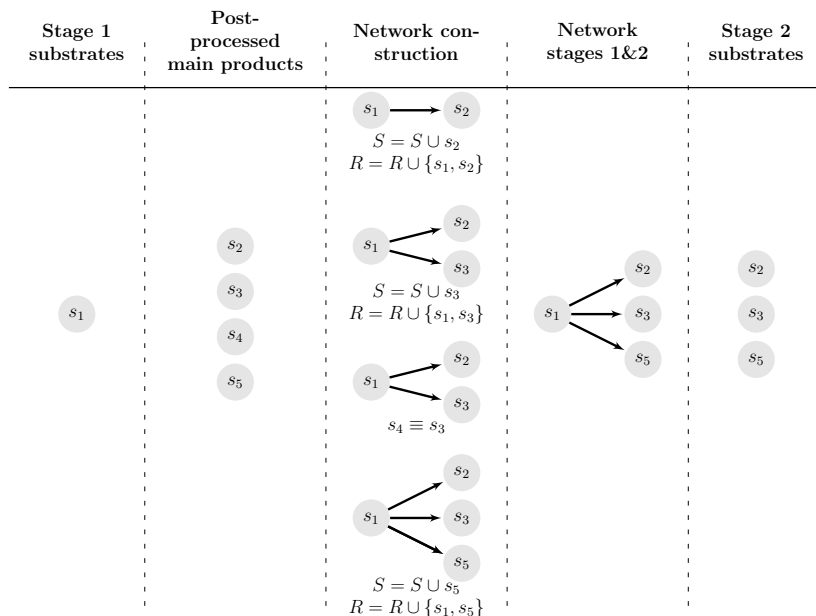 Stage 1
substrates
Post-
processed
main products
Network con-
struction
Network
stages 1&2
Stage 2
substrates
s₁ s₂
S = S ∪ s₂
R = R ∪ {s₁, s₂}
s₂
s₁
s₃
S = S ∪ s₃
R = R ∪ {s₁, s₃}
s₂
s₁
s₃
s₄ ≡ s₃
s₂
s₁ s₃
s₅
S = S ∪ s₅
R = R ∪ {s₁, s₅}
s₁
s₂
s₃
s₄
s₅
s₂
s₁ s₃
s₅
s₂
s₃
s₅